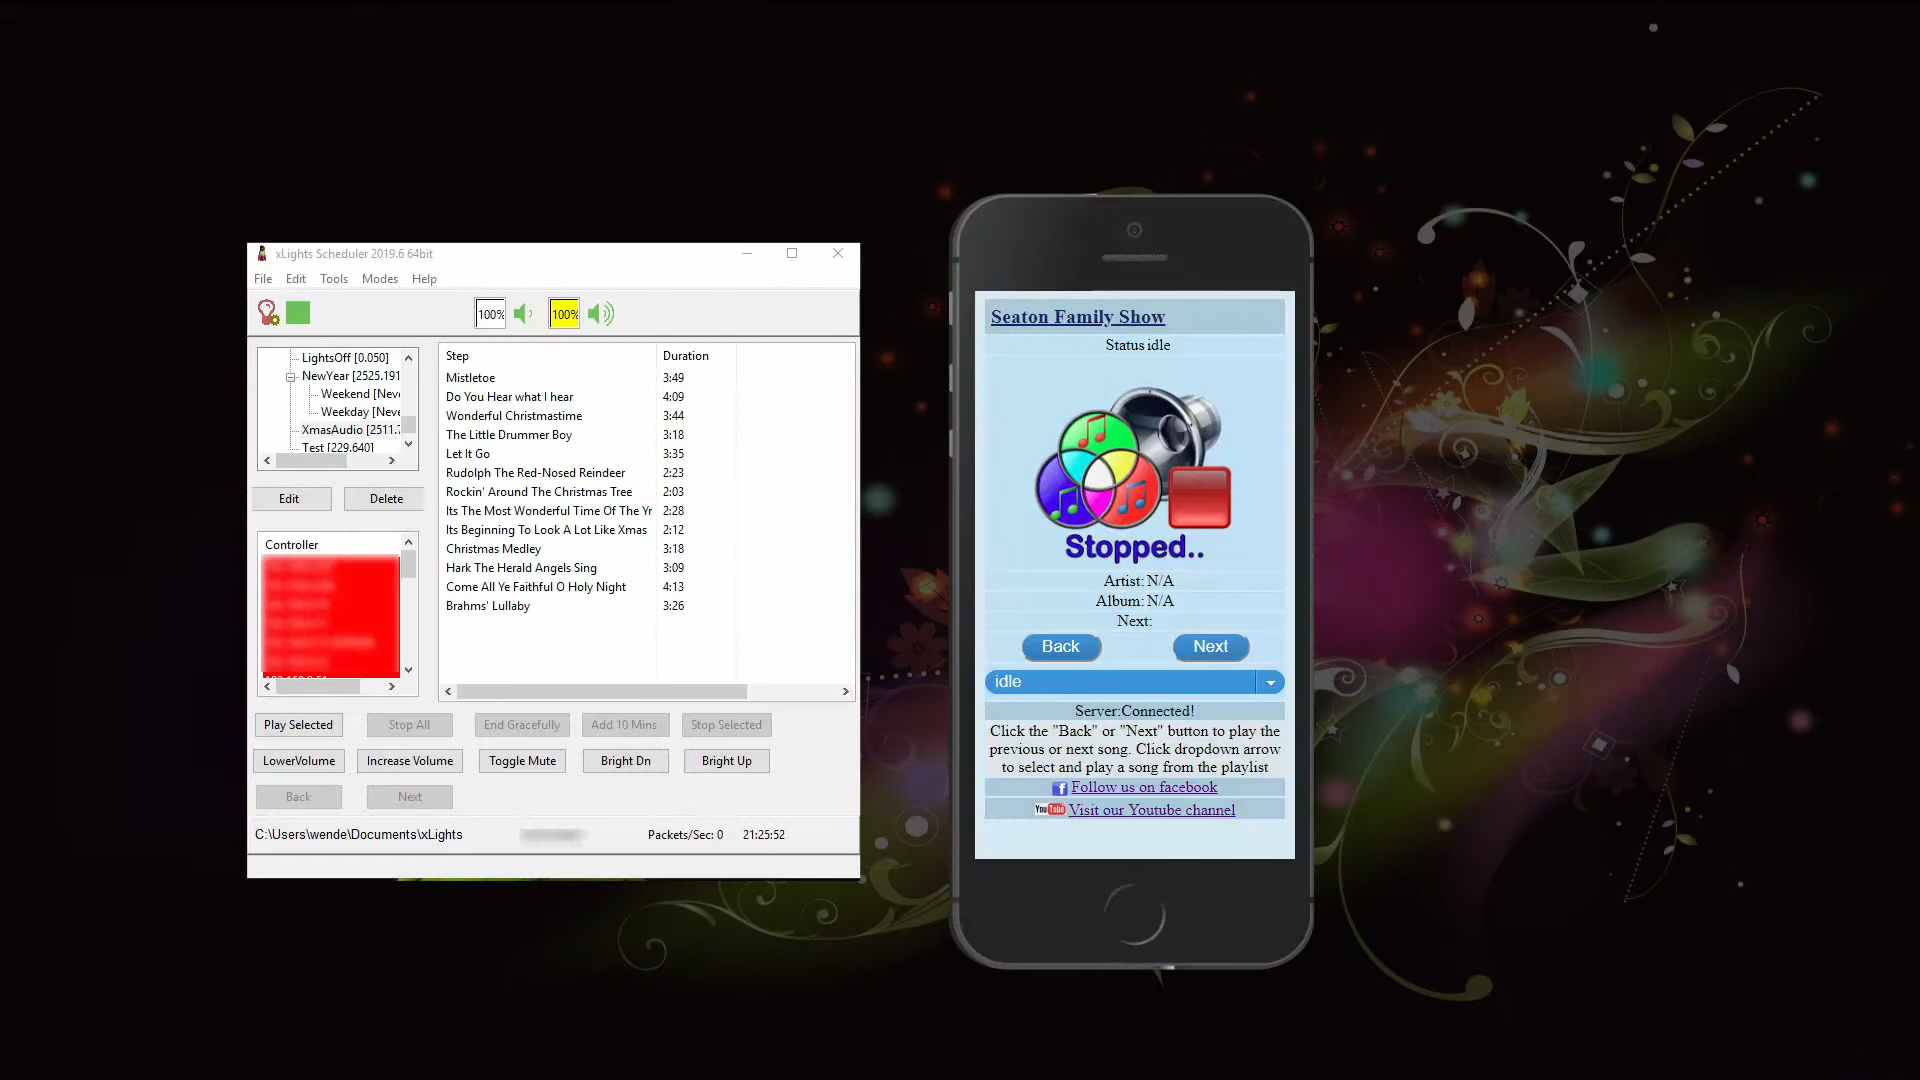 xLights Scheduler 2019.6 64bit
File Edit Tools Modes Help
100% 100%
LightsOff [0.050]
NewYear [2525.191
Weekend [Neve
Weekday [Neve
XmasAudio [2511.7
Test [229.640]
Edit Delete
Controller
Step Duration
Mistletoe 3:49
Do You Hear what I hear 4:09
Wonderful Christmastime 3:44
The Little Drummer Boy 3:18
Let It Go 3:35
Rudolph The Red-Nosed Reindeer 2:23
Rockin' Around The Christmas Tree 2:03
Its The Most Wonderful Time Of The Yr 2:28
Its Beginning To Look A Lot Like Xmas 2:12
Christmas Medley 3:18
Hark The Herald Angels Sing 3:09
Come All Ye Faithful O Holy Night 4:13
Brahms' Lullaby 3:26
Play Selected Stop All End Gracefully Add 10 Mins Stop Selected
LowerVolume Increase Volume Toggle Mute Bright Dn Bright Up
Back Next
C:\Users\wende\Documents\xLights Packets/Sec: 0 21:25:52
Seaton Family Show
Status idle
Stopped..
Artist: N/A
Album: N/A
Next:
Back Next
idle
Server:Connected!
Click the "Back" or "Next" button to play the
previous or next song. Click dropdown arrow
to select and play a song from the playlist
Follow us on facebook
YouTube Visit our Youtube channel